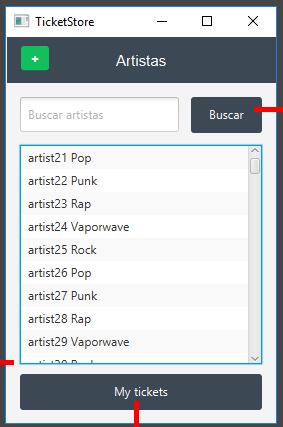 TicketStore
+
Artistas
Buscar artistas
Buscar
artist21 Pop
artist22 Punk
artist23 Rap
artist24 Vaporwave
artist25 Rock
artist26 Pop
artist27 Punk
artist28 Rap
artist29 Vaporwave
My tickets